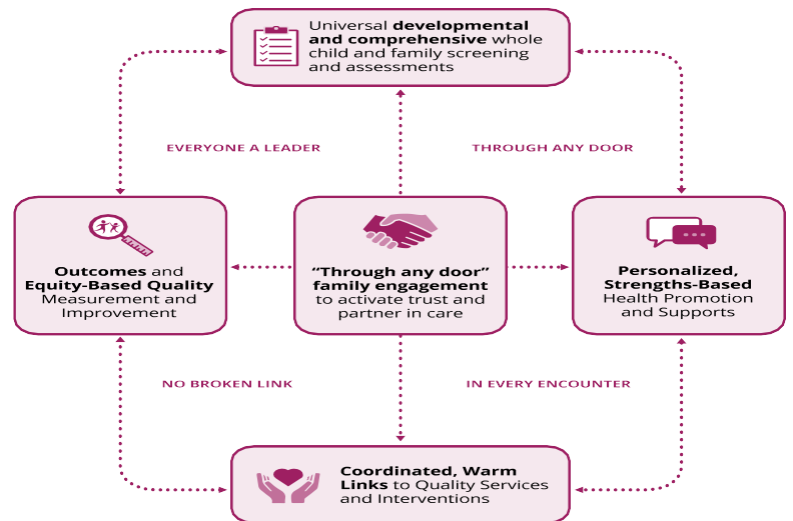 Universal developmental
and comprehensive whole
child and family screening
and assessments
EVERYONE A LEADER
THROUGH ANY DOOR
Outcomes and
Equity-Based Quality
Measurement and
Improvement
“Through any door”
family engagement
to activate trust and
partner in care
Personalized,
Strengths-Based
Health Promotion
and Supports
NO BROKEN LINK
IN EVERY ENCOUNTER
Coordinated, Warm
Links to Quality Services
and Interventions